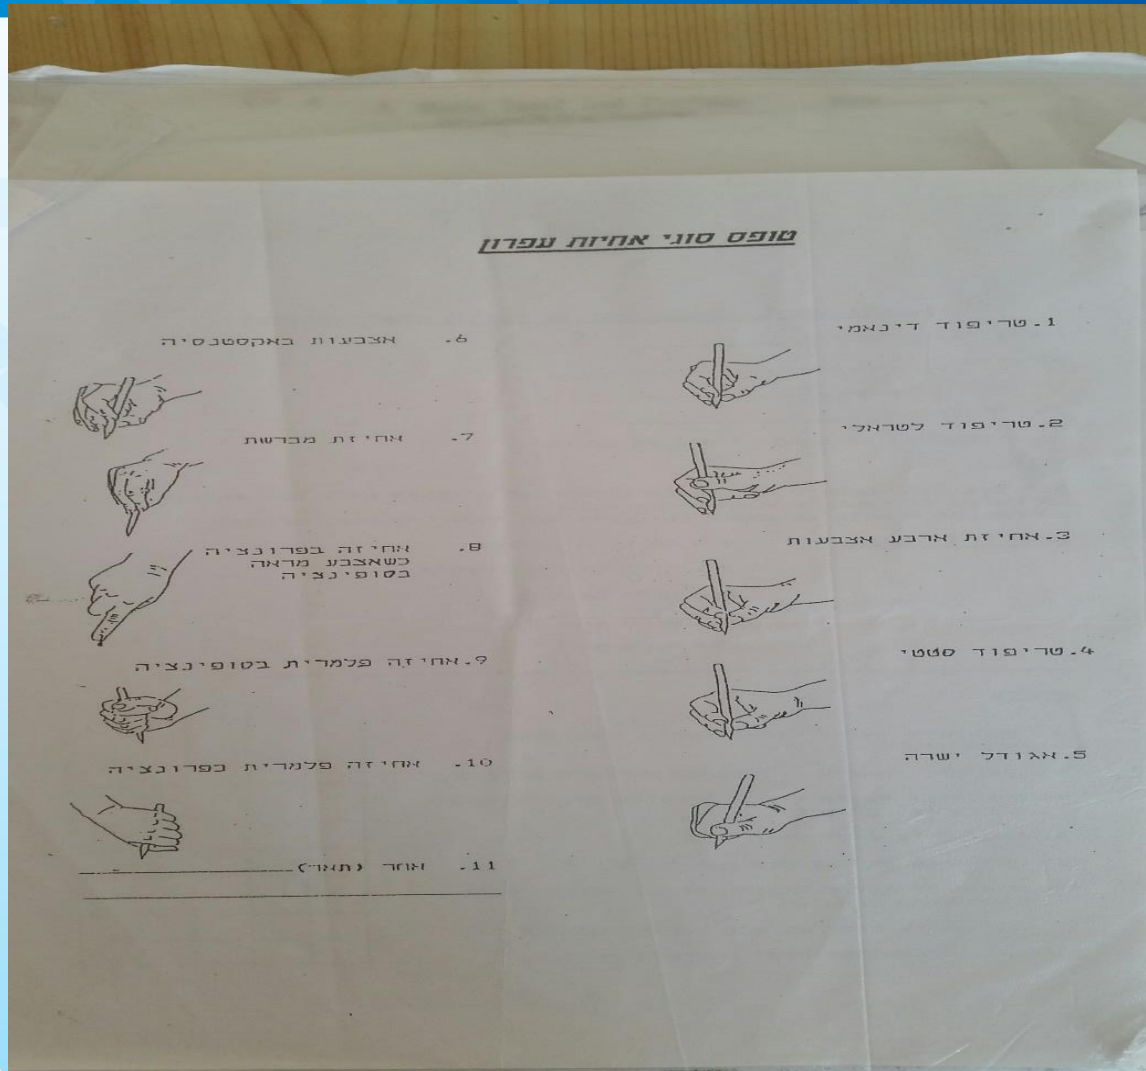 טופס סוגי אחיזת עפרון
1. טריפוד דינאמי
2. טריפוד לטראלי
3. אחיזת ארבע אצבעות
4. טריפוד סטטי
5. אגודל ישרה
6. אצבעות באקסטנסיה
7. אחיזת מברשת
8. אחיזה בפרונציה
כשאצבע מראה
בסופינציה
9. אחיזה פלמרית בסופינציה
10. אחיזה פלמרית בפרונציה
11. אחר (תאר)